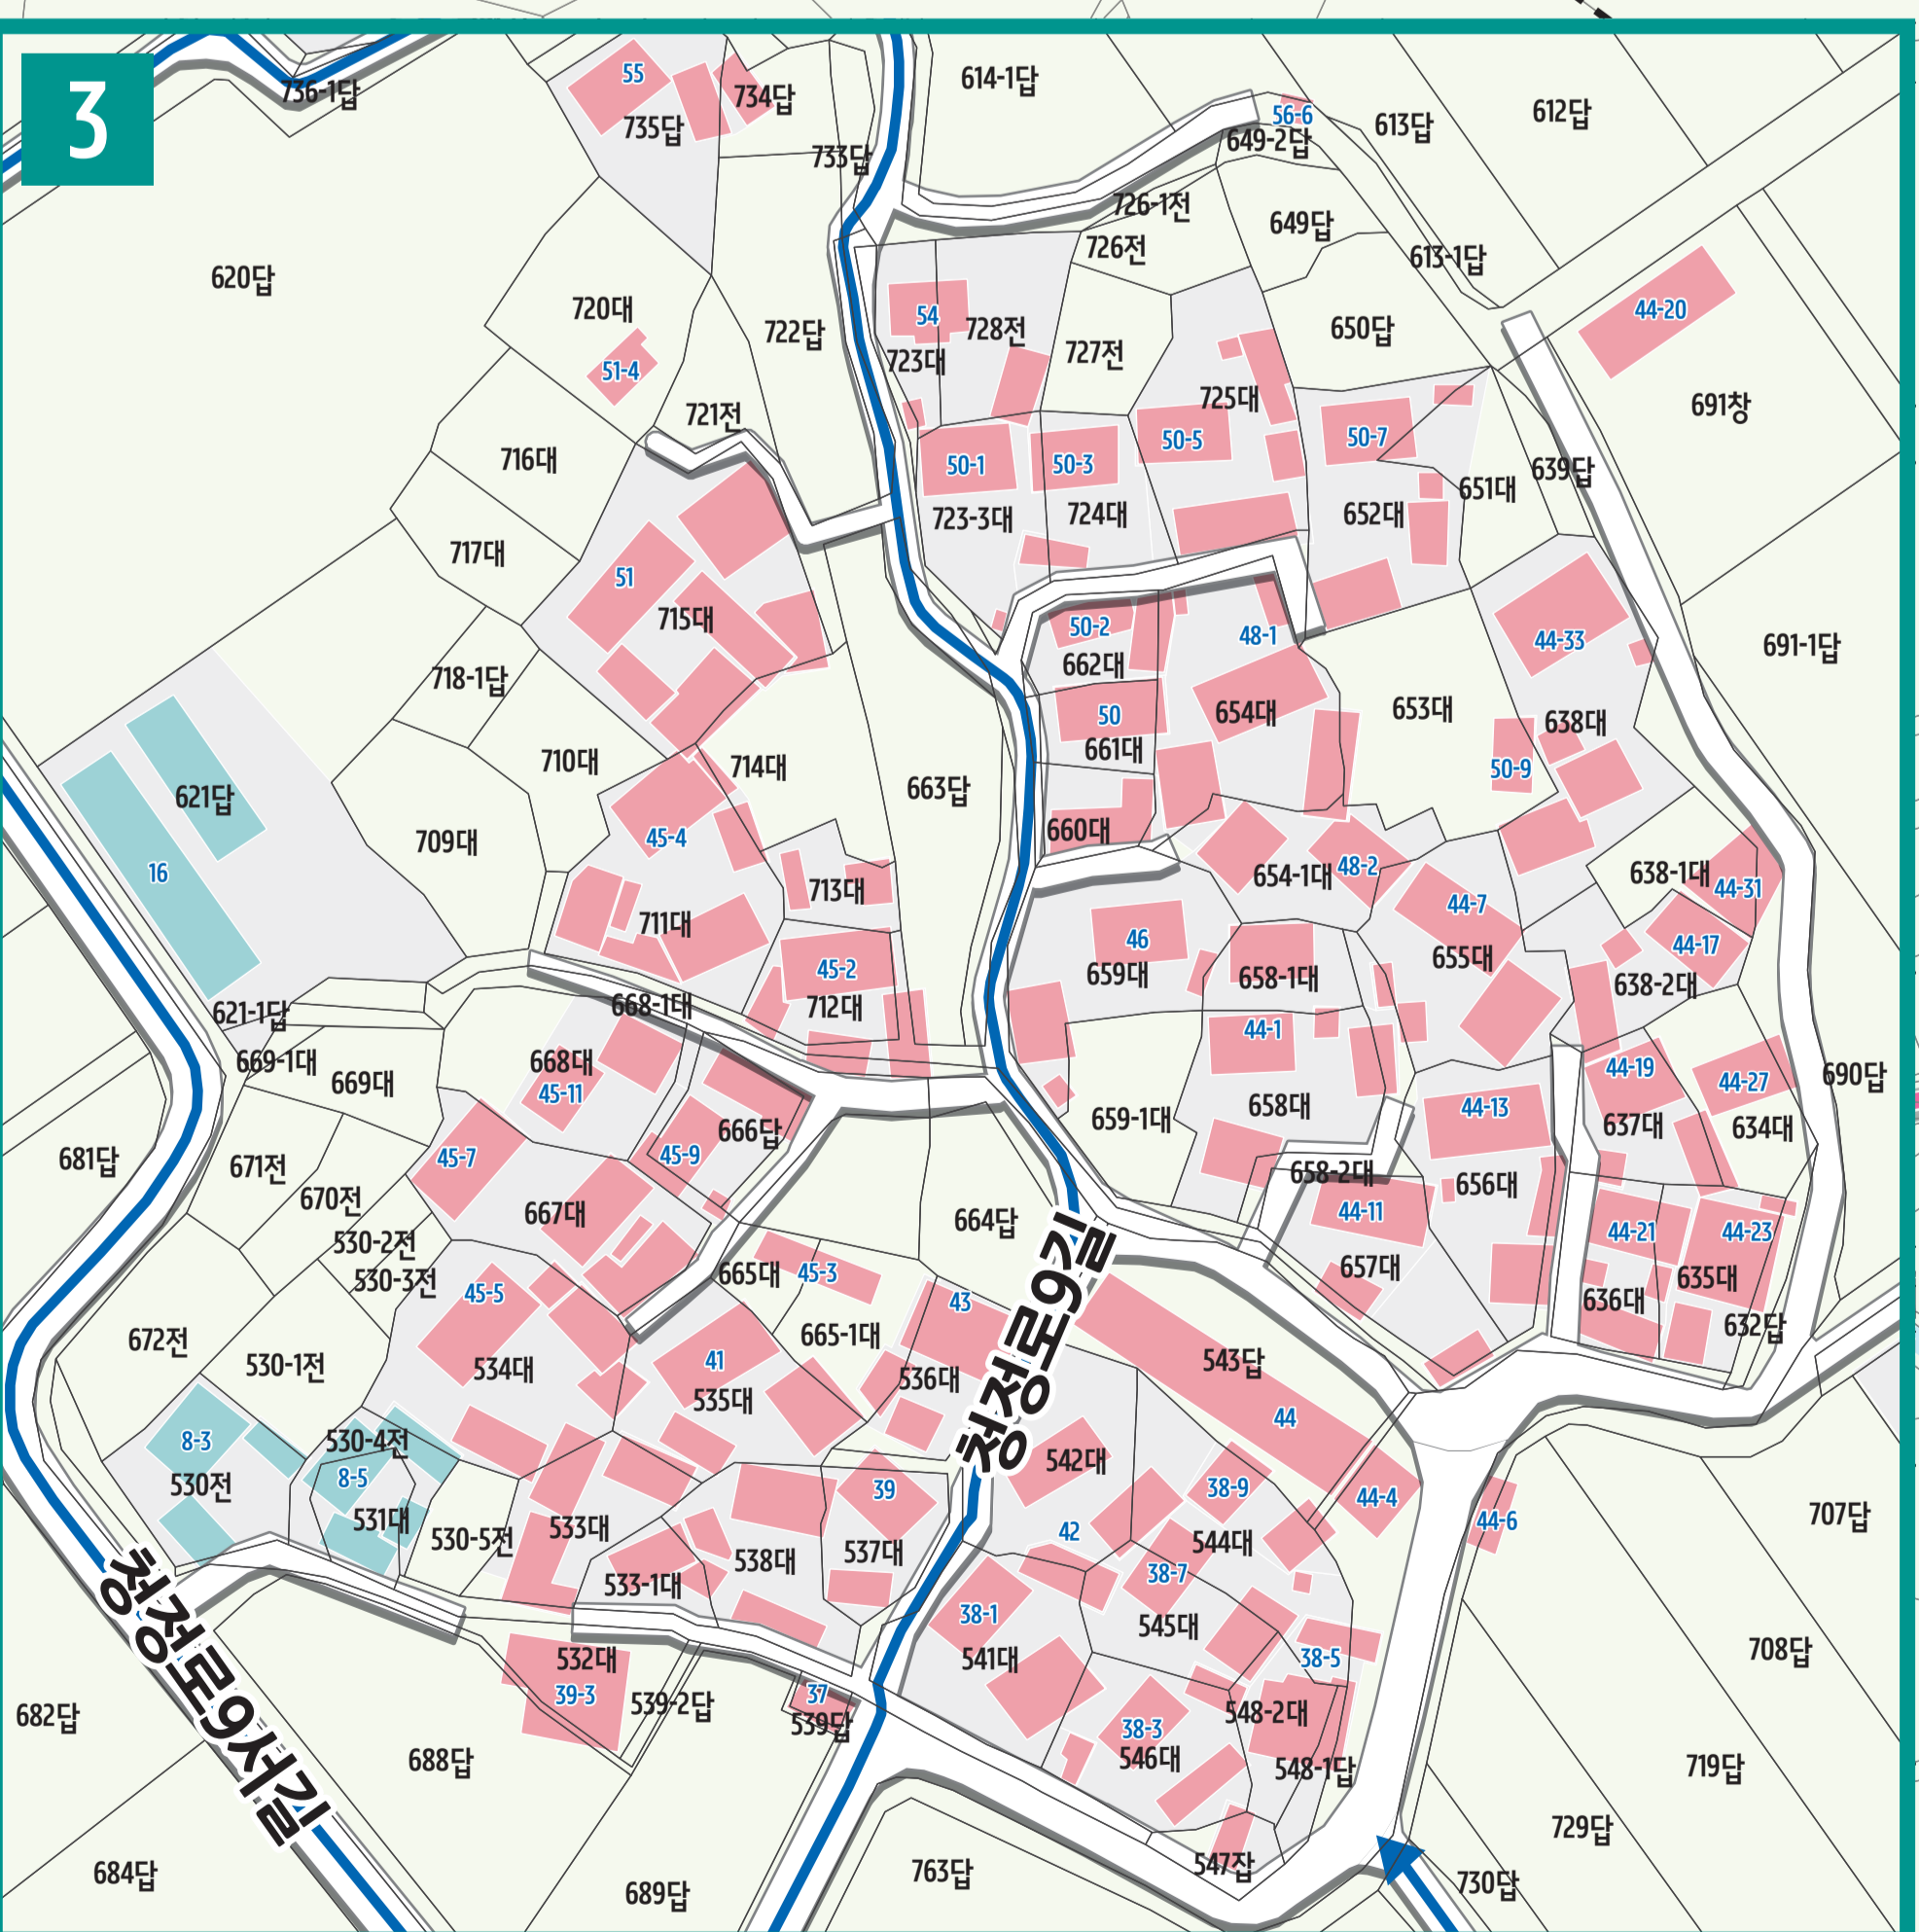 3
736-1답
55
735답
734답
733답
614-1답
56-6
649-2답
613답
612답
726-1전
726전
649답
613-1답
620답
720대
51-4
722답
54
728전
723대
727전
650답
44-20
725대
691창
721전
716대
50-1
50-3
50-5
50-7
639답
651대
723-3대
724대
652대
717대
51
715대
50-2
662대
48-1
44-33
691-1답
718-1답
50
661대
654대
653대
638대
710대
714대
663답
50-9
621답
16
709대
45-4
660대
713대
711대
654-1대
48-2
44-7
638-1대
44-31
46
659대
658-1대
655대
44-17
638-2대
45-2
712대
621-1답
668-1대
44-1
669-1대
669대
668대
45-11
658대
659-1대
44-13
44-19
637대
44-27
634대
690답
681답
671전
670전
45-7
45-9
666답
658-2대
656대
44-11
657대
667대
664답
530-2전
530-3전
44-21
44-23
635대
636대
632답
665대
45-3
45-5
43
청정로9길
672전
530-1전
534대
41
535대
665-1대
536대
543답
44
8-3
530전
530-4전
8-5
531대
530-5전
533대
538대
39
537대
542대
42
38-9
544대
44-4
44-6
707답
533-1대
38-7
38-1
541대
545대
38-5
708답
청정로9서길
532대
39-3
539-2답
37
539답
38-3
546대
548-2대
548-1답
682답
688답
719답
729답
684답
689답
763답
547잡
730답